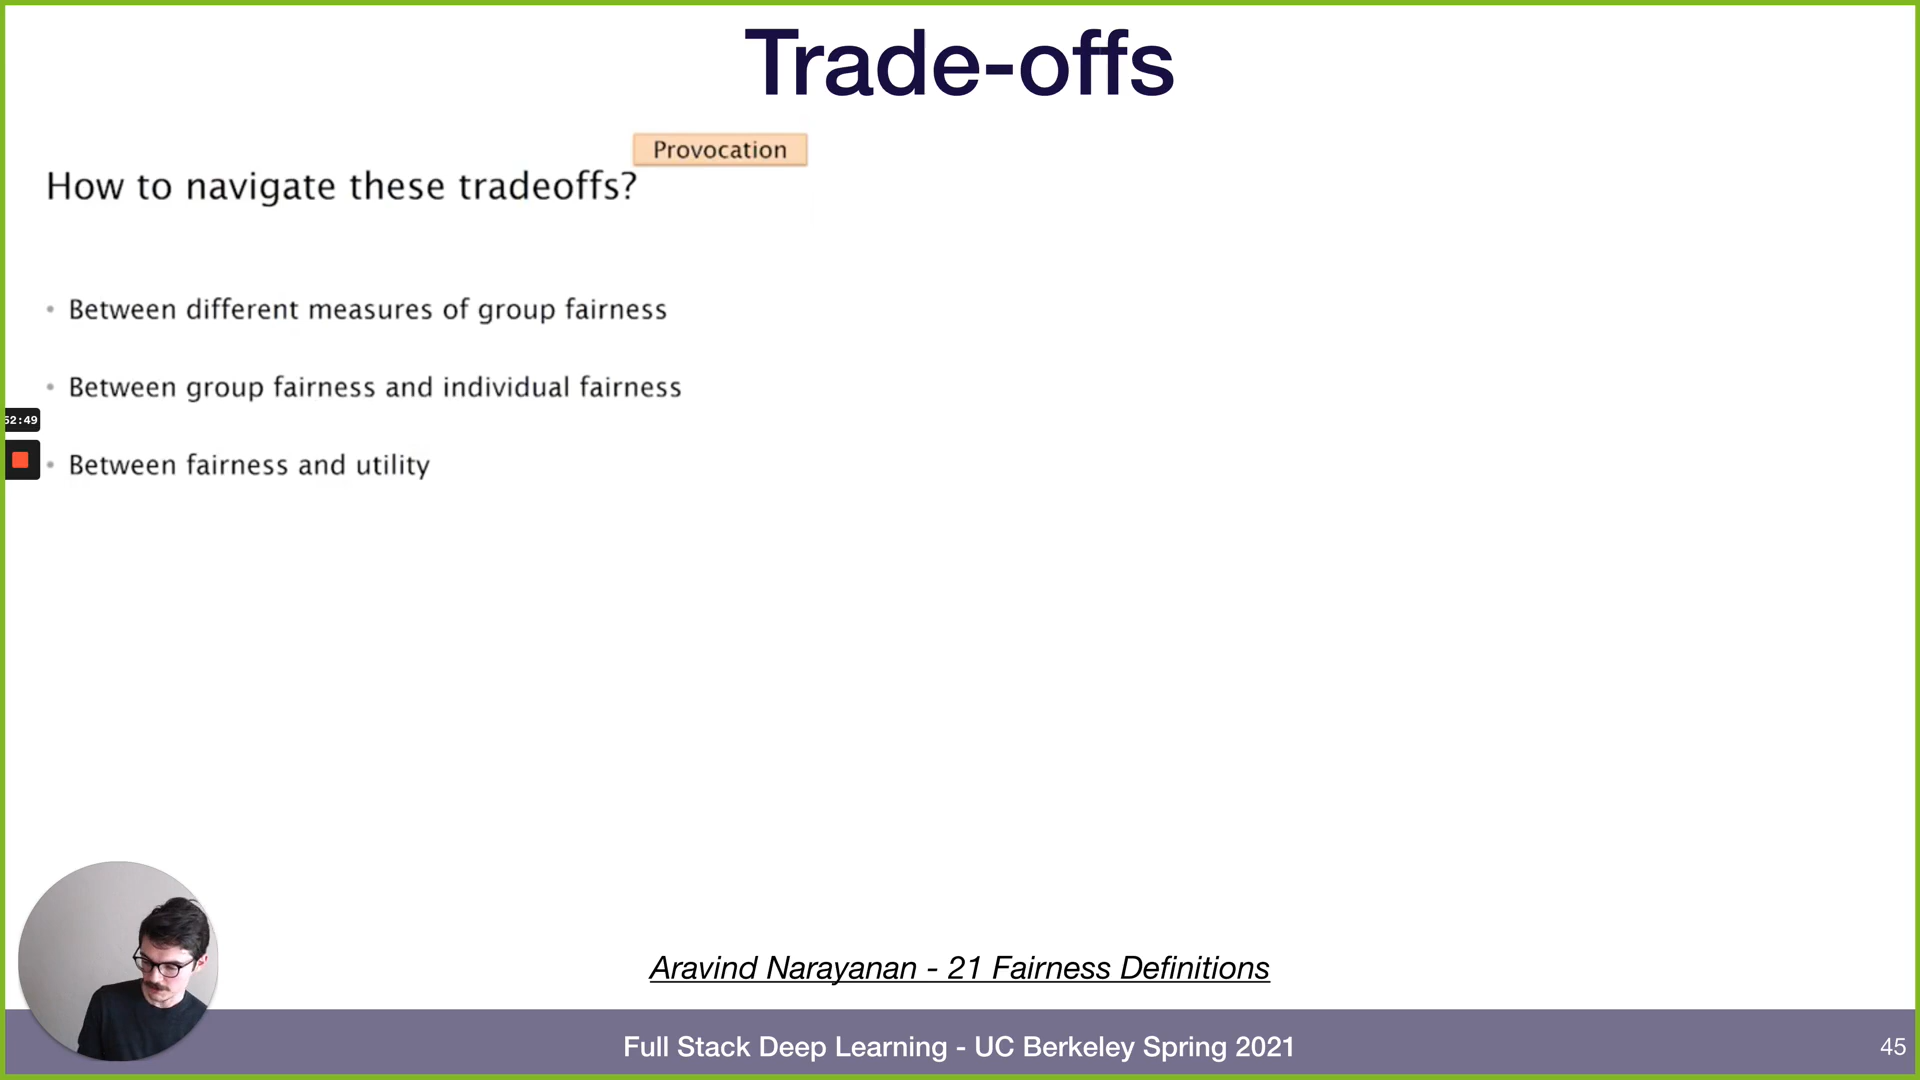 Trade-offs
Provocation
How to navigate these tradeoffs?
• Between different measures of group fairness
• Between group fairness and individual fairness
52:49
• Between fairness and utility
Aravind Narayanan - 21 Fairness Definitions
Full Stack Deep Learning - UC Berkeley Spring 2021
45